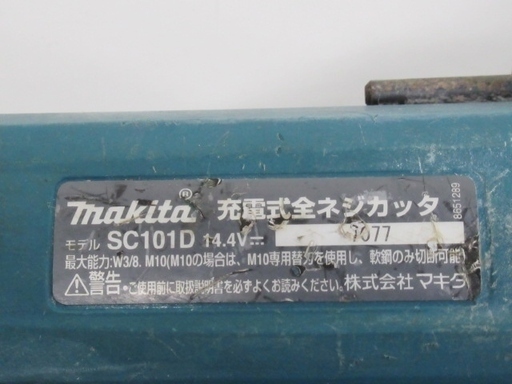 makita® 充電式全ネジカッタ
モデル SC101D 14.4V⎓ 7077
最大能力:W3/8. M10(M10の場合は、M10専用替刃を使用し、軟鋼のみ切断可能)
⚠警告・ご使用前に取扱説明書を必ずよくお読みください。株式会社 マキタ
8851289